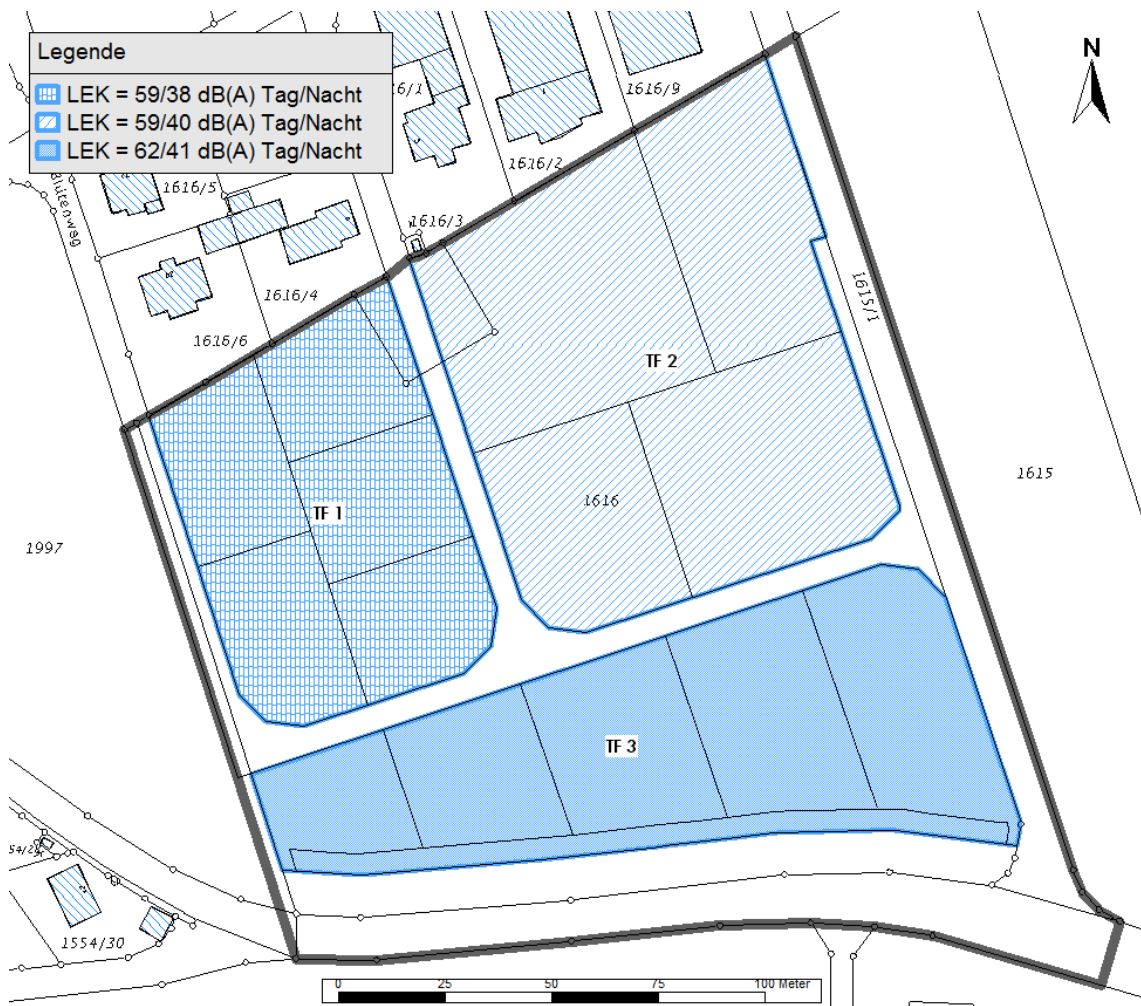 Legende
LEK = 59/38 dB(A) Tag/Nacht
LEK = 59/40 dB(A) Tag/Nacht
LEK = 62/41 dB(A) Tag/Nacht
N
1616/9
1616/2
1616/5
Blütenweg
1616/3
1616/4
1616/6
1615/1
TF 2
1615
1616
TF 1
1997
TF 3
1554/30
0 25 50 75 100 Meter